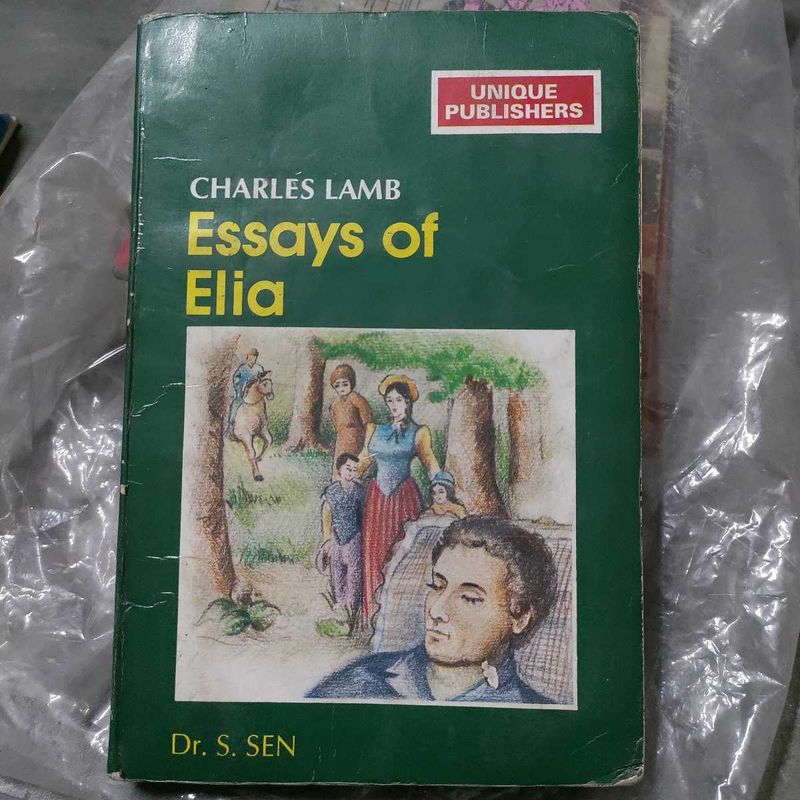 UNIQUE
PUBLISHERS
CHARLES LAMB
Essays of
Elia
Dr. S. SEN